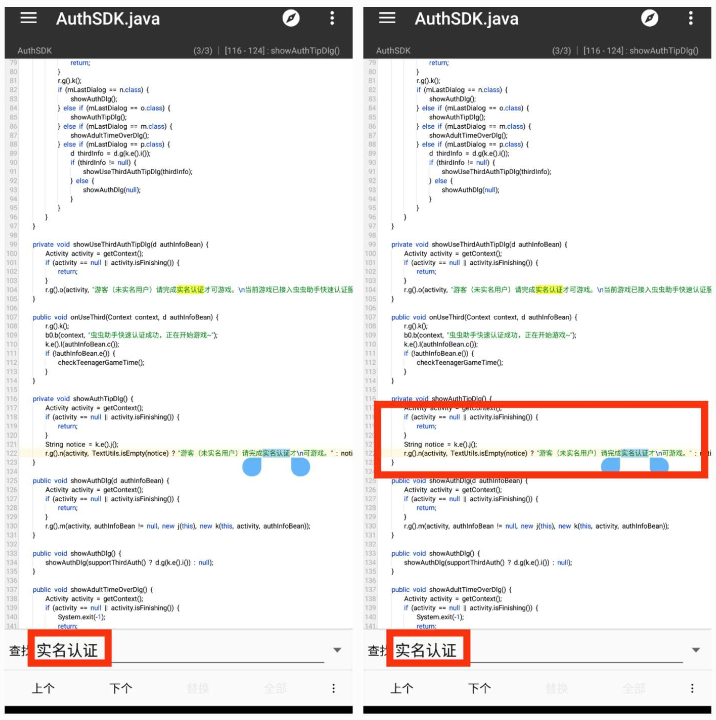 AuthSDK.java
AuthSDK (3/3) | [116 - 124] : showAuthTipDlg()
79 return;
80 }
81 r.g().k();
82 if (mLastDialog == n.class) {
83 showAuthDlg();
84 } else if (mLastDialog == o.class) {
85 showAuthTipDlg();
86 } else if (mLastDialog == m.class) {
87 showAdultTimeOverDlg();
88 } else if (mLastDialog == p.class) {
89 d thirdInfo = d.g(k.e().i());
90 if (thirdInfo != null) {
91 showUseThirdAuthTipDlg(thirdInfo);
92 } else {
93 showAuthDlg(null);
94 }
95 }
96 }
97 }
98
99 private void showUseThirdAuthTipDlg(d authInfoBean) {
100 Activity activity = getContext();
101 if (activity == null || activity.isFinishing()) {
102 return;
103 }
104 r.g().o(activity, "游客（未实名用户）请完成实名认证才可游戏。\n当前游戏已接入虫虫助手快速认证服
105 }
106
107 public void onUseThird(Context context, d authInfoBean) {
108 r.g().k();
109 b0.b(context, "虫虫助手快速认证成功，正在开始游戏~");
110 k.e().l(authInfoBean.c());
111 if (!authInfoBean.e()) {
112 checkTeenagerGameTime();
113 }
114 }
115
116 private void showAuthTipDlg() {
117 Activity activity = getContext();
118 if (activity == null || activity.isFinishing()) {
119 return;
120 }
121 String notice = k.e().j();
122 r.g().n(activity, TextUtils.isEmpty(notice) ? "游客（未实名用户）请完成实名认证才\n可游戏。" : noti
123 }
124
125 public void showAuthDlg(d authInfoBean) {
126 Activity activity = getContext();
127 if (activity == null || activity.isFinishing()) {
128 return;
129 }
130 r.g().m(activity, authInfoBean != null, new j(this), new k(this, activity, authInfoBean));
131 }
132
133 public void showAuthDlg() {
134 showAuthDlg(supportThirdAuth() ? d.g(k.e().i()) : null);
135 }
136
137 public void showAdultTimeOverDlg() {
138 Activity activity = getContext();
139 if (activity == null || activity.isFinishing()) {
140 System.exit(-1);
141 return;
查找 实名认证
上个 下个 替换 全部
AuthSDK.java
AuthSDK (3/3) | [116 - 124] : showAuthTipDlg()
79 return;
80 }
81 r.g().k();
82 if (mLastDialog == n.class) {
83 showAuthDlg();
84 } else if (mLastDialog == o.class) {
85 showAuthTipDlg();
86 } else if (mLastDialog == m.class) {
87 showAdultTimeOverDlg();
88 } else if (mLastDialog == p.class) {
89 d thirdInfo = d.g(k.e().i());
90 if (thirdInfo != null) {
91 showUseThirdAuthTipDlg(thirdInfo);
92 } else {
93 showAuthDlg(null);
94 }
95 }
96 }
97 }
98
99 private void showUseThirdAuthTipDlg(d authInfoBean) {
100 Activity activity = getContext();
101 if (activity == null || activity.isFinishing()) {
102 return;
103 }
104 r.g().o(activity, "游客（未实名用户）请完成实名认证才可游戏。\n当前游戏已接入虫虫助手快速认证服
105 }
106
107 public void onUseThird(Context context, d authInfoBean) {
108 r.g().k();
109 b0.b(context, "虫虫助手快速认证成功，正在开始游戏~");
110 k.e().l(authInfoBean.c());
111 if (!authInfoBean.e()) {
112 checkTeenagerGameTime();
113 }
114 }
115
116 private void showAuthTipDlg() {
Activity activity = getContext();
118 if (activity == null || activity.isFinishing()) {
119 return;
120 }
121 String notice = k.e().j();
122 r.g().n(activity, TextUtils.isEmpty(notice) ? "游客（未实名用户）请完成实名认证才\n可游戏。" : noti
123 }
124
125 public void showAuthDlg(d authInfoBean) {
126 Activity activity = getContext();
127 if (activity == null || activity.isFinishing()) {
128 return;
129 }
130 r.g().m(activity, authInfoBean != null, new j(this), new k(this, activity, authInfoBean));
131 }
132
133 public void showAuthDlg() {
134 showAuthDlg(supportThirdAuth() ? d.g(k.e().i()) : null);
135 }
136
137 public void showAdultTimeOverDlg() {
138 Activity activity = getContext();
139 if (activity == null || activity.isFinishing()) {
140 System.exit(-1);
141 return;
查找 实名认证
上个 下个 替换 全部